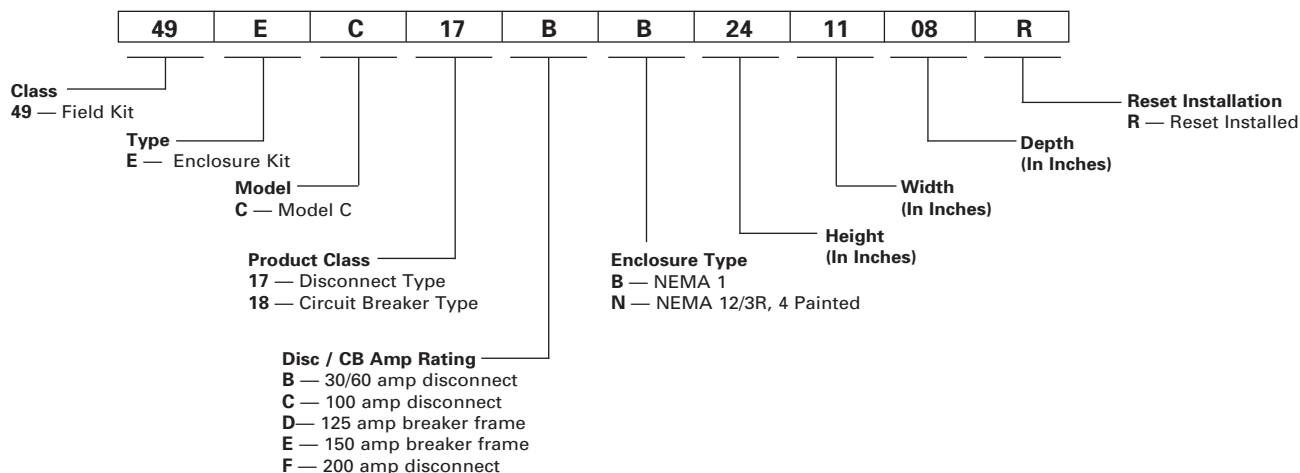 49 E C 17 B B 24 11 08 R
Class
49 — Field Kit
Type
E — Enclosure Kit
Model
C — Model C
Product Class
17 — Disconnect Type
18 — Circuit Breaker Type
Disc / CB Amp Rating
B — 30/60 amp disconnect
C — 100 amp disconnect
D— 125 amp breaker frame
E — 150 amp breaker frame
F — 200 amp disconnect
Enclosure Type
B — NEMA 1
N — NEMA 12/3R, 4 Painted
Height
(In Inches)
Width
(In Inches)
Depth
(In Inches)
Reset Installation
R — Reset Installed